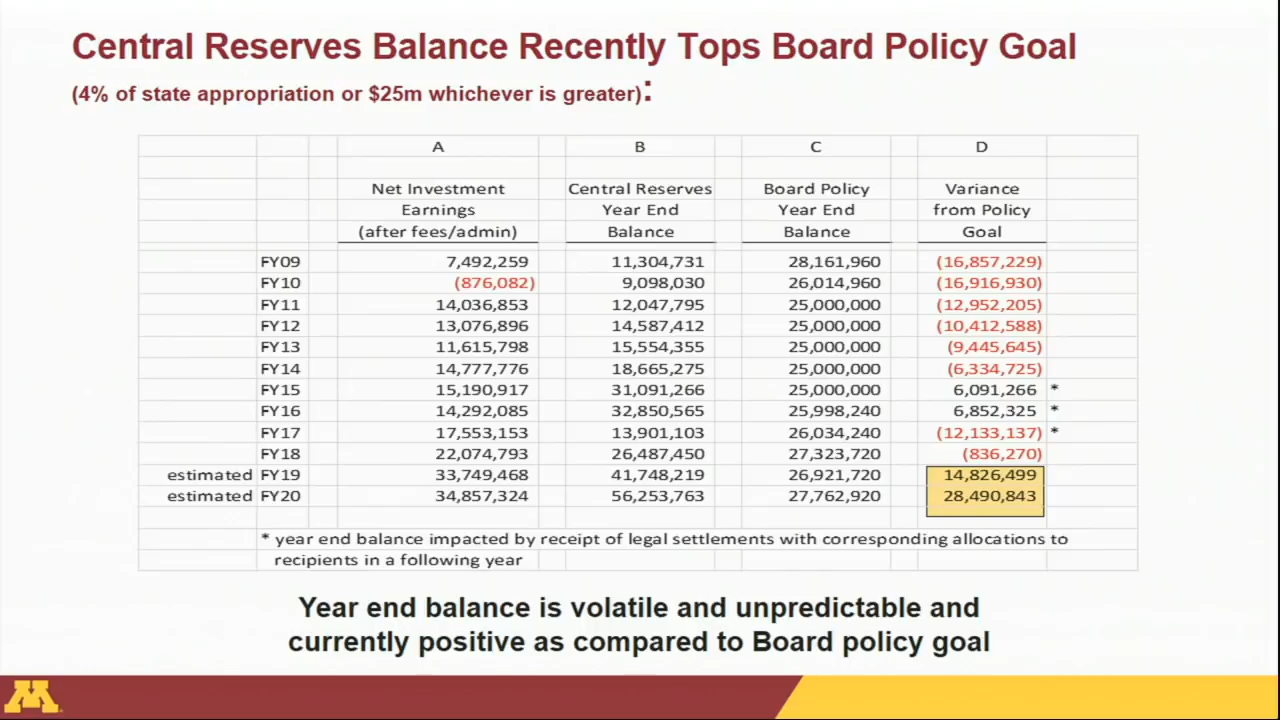 Central Reserves Balance Recently Tops Board Policy Goal
(4% of state appropriation or $25m whichever is greater):
A B C D
Net Investment Central Reserves Board Policy Variance
Earnings Year End Year End from Policy
(after fees/admin) Balance Balance Goal
FY09 7,492,259 11,304,731 28,161,960 (16,857,229)
FY10 (876,082) 9,098,030 26,014,960 (16,916,930)
FY11 14,036,853 12,047,795 25,000,000 (12,952,205)
FY12 13,076,896 14,587,412 25,000,000 (10,412,588)
FY13 11,615,798 15,554,355 25,000,000 (9,445,645)
FY14 14,777,776 18,665,275 25,000,000 (6,334,725)
FY15 15,190,917 31,091,266 25,000,000 6,091,266 *
FY16 14,292,085 32,850,565 25,998,240 6,852,325 *
FY17 17,553,153 13,901,103 26,034,240 (12,133,137) *
FY18 22,074,793 26,487,450 27,323,720 (836,270)
estimated FY19 33,749,468 41,748,219 26,921,720 14,826,499
estimated FY20 34,857,324 56,253,763 27,762,920 28,490,843
* year end balance impacted by receipt of legal settlements with corresponding allocations to
recipients in a following year
Year end balance is volatile and unpredictable and
currently positive as compared to Board policy goal
M